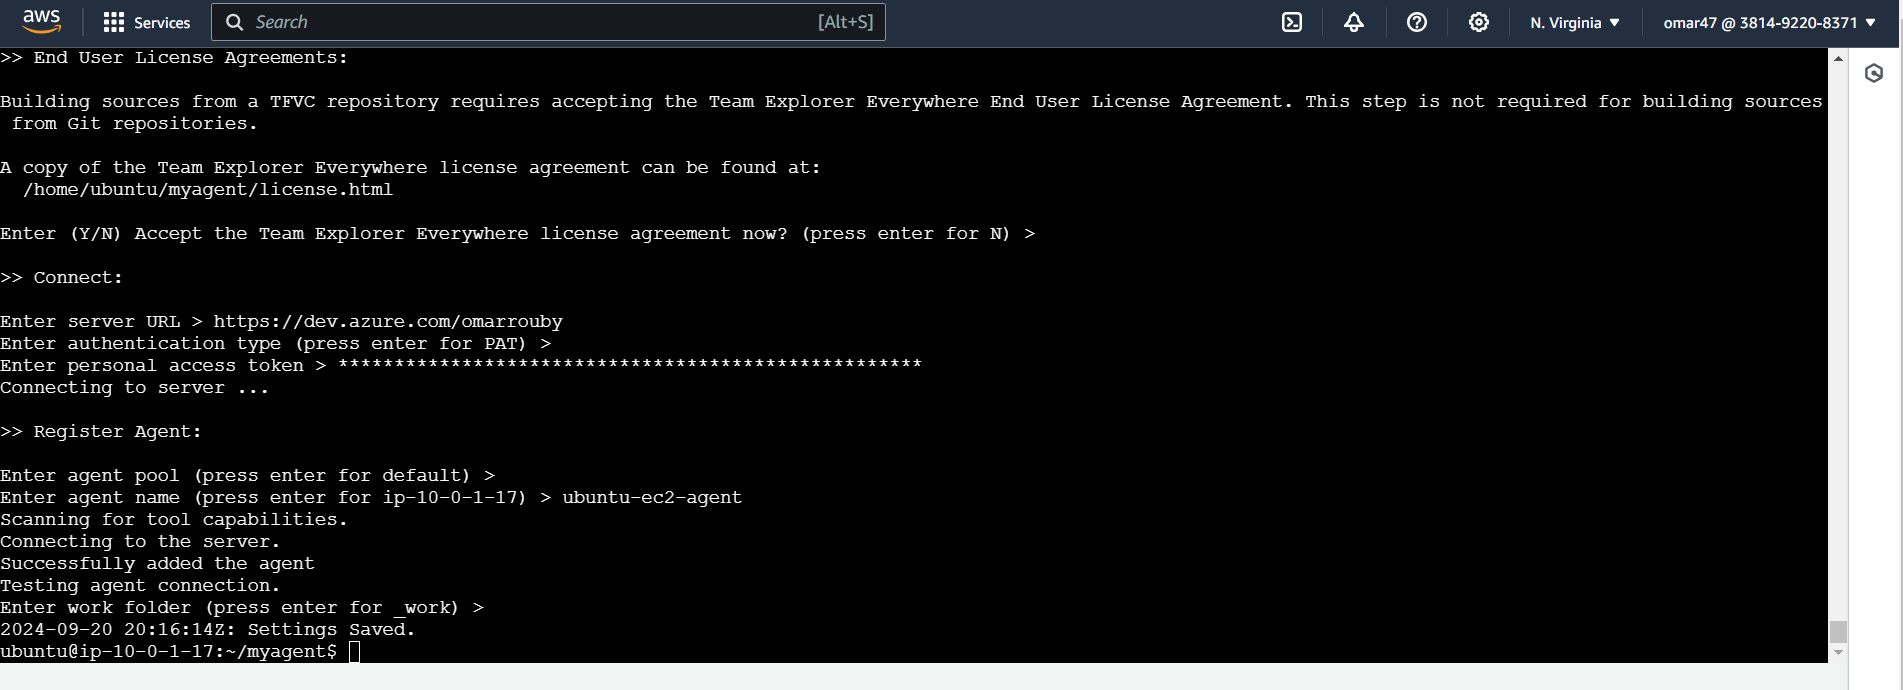 aws
Services
Search
[Alt+S]
N. Virginia ▼
omar47 @ 3814-9220-8371 ▼
>> End User License Agreements:
Building sources from a TFVC repository requires accepting the Team Explorer Everywhere End User License Agreement. This step is not required for building sources
from Git repositories.
A copy of the Team Explorer Everywhere license agreement can be found at:
/home/ubuntu/myagent/license.html
Enter (Y/N) Accept the Team Explorer Everywhere license agreement now? (press enter for N) >
>> Connect:
Enter server URL > https://dev.azure.com/omarrouby
Enter authentication type (press enter for PAT) >
Enter personal access token > ****************************************************
Connecting to server ...
>> Register Agent:
Enter agent pool (press enter for default) >
Enter agent name (press enter for ip-10-0-1-17) > ubuntu-ec2-agent
Scanning for tool capabilities.
Connecting to the server.
Successfully added the agent
Testing agent connection.
Enter work folder (press enter for _work) >
2024-09-20 20:16:14Z: Settings Saved.
ubuntu@ip-10-0-1-17:~/myagent$